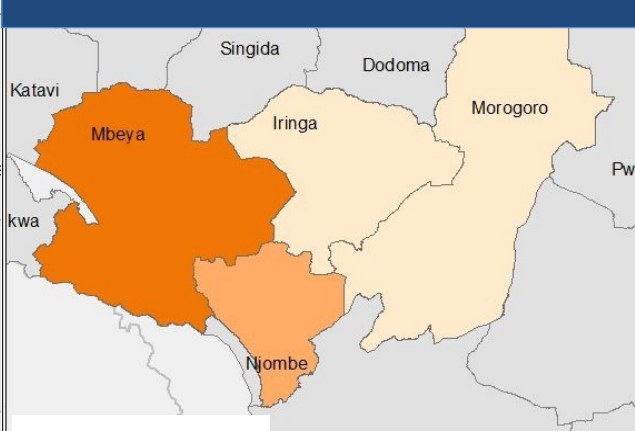 Singida
Dodoma
Katavi
Morogoro
Iringa
Mbeya
Pw
kwa
Njombe